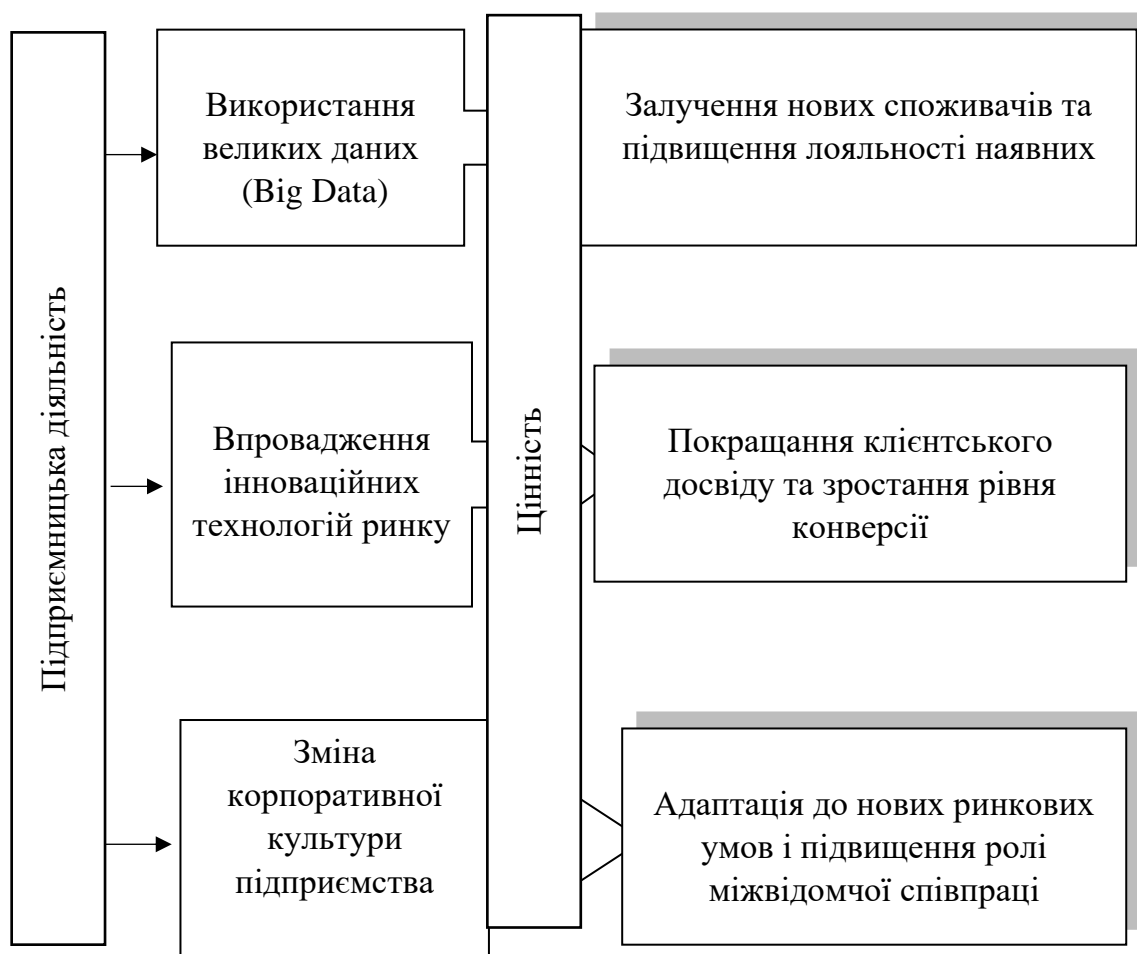 Підприємницька діяльність
Використання
великих даних
(Big Data)
Цінність
Залучення нових споживачів та
підвищення лояльності наявних
Впровадження
інноваційних
технологій ринку
Покращання клієнтського
досвіду та зростання рівня
конверсії
Зміна
корпоративної
культури
підприємства
Адаптація до нових ринкових
умов і підвищення ролі
міжвідомчої співпраці